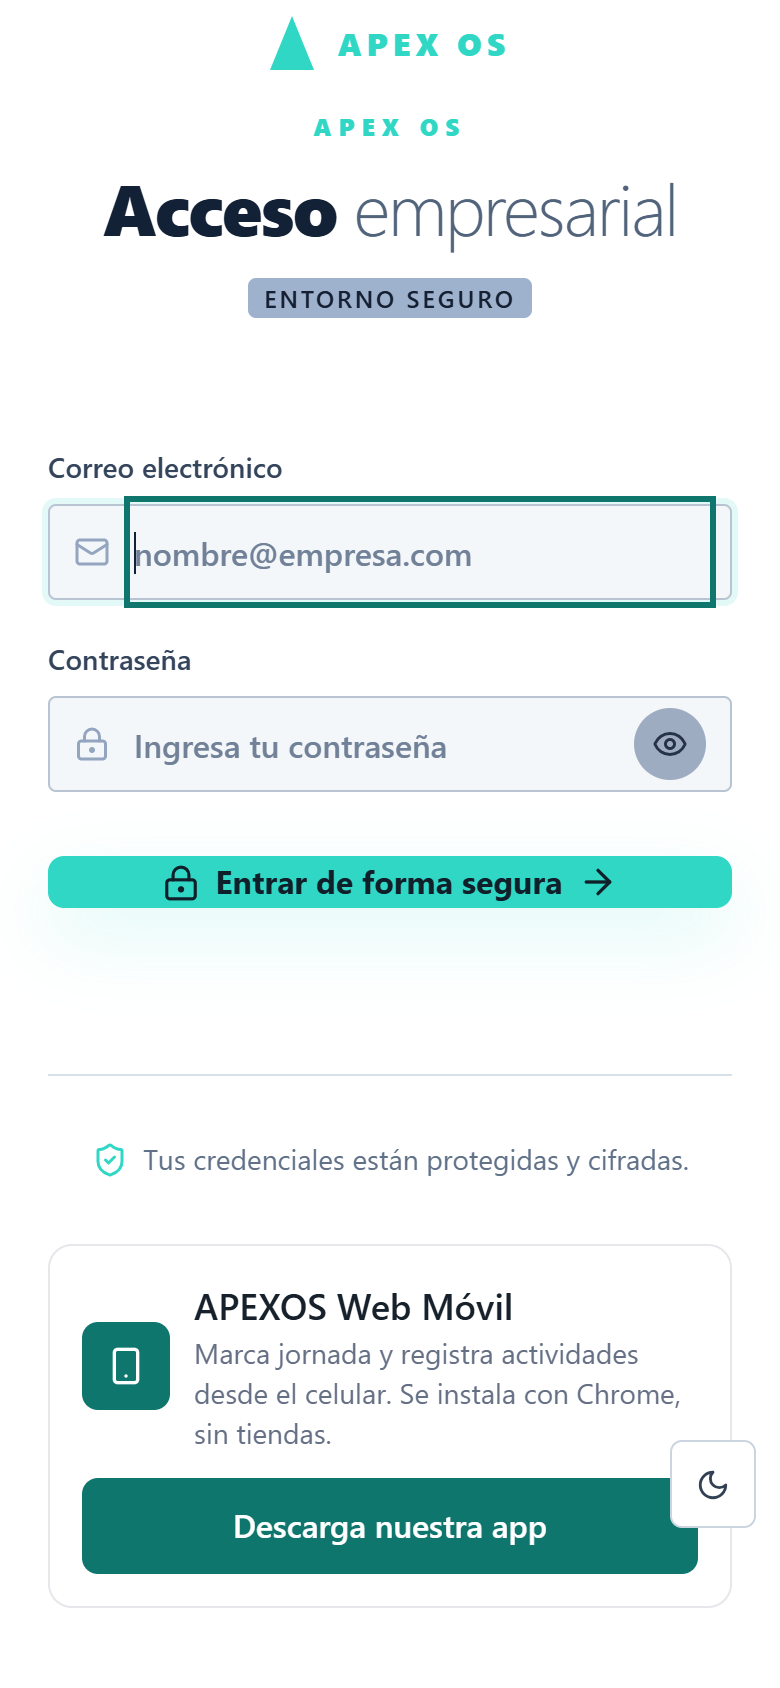 APEX OS
APEX OS
Acceso empresarial
ENTORNO SEGURO
Correo electrónico
nombre@empresa.com
Contraseña
Ingresa tu contraseña
Entrar de forma segura
Tus credenciales están protegidas y cifradas.
APEXOS Web Móvil
Marca jornada y registra actividades
desde el celular. Se instala con Chrome,
sin tiendas.
Descarga nuestra app